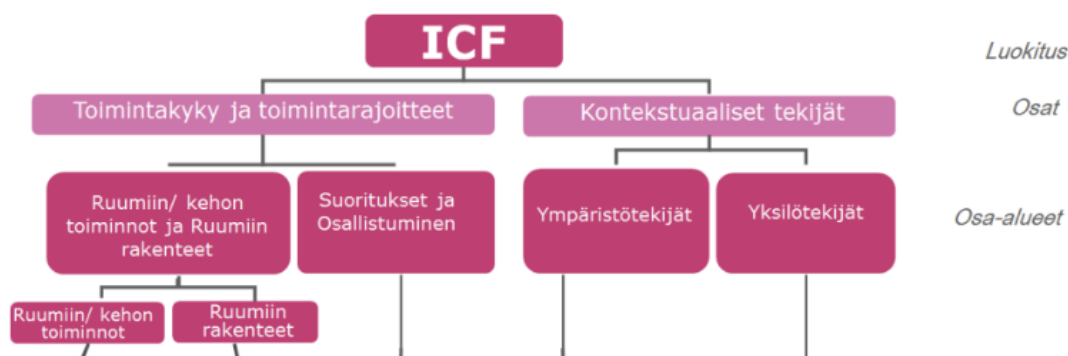 ICF
Luokitus
Toimintakyky ja toimintarajoitteet
Kontekstuaaliset tekijät
Osat
Ruumiin/ kehon
toiminnot ja Ruumiin
rakenteet
Suoritukset ja
Osallistuminen
Ympäristötekijät
Yksilötekijät
Osa-alueet
Ruumiin/ kehon
toiminnot
Ruumiin
rakenteet